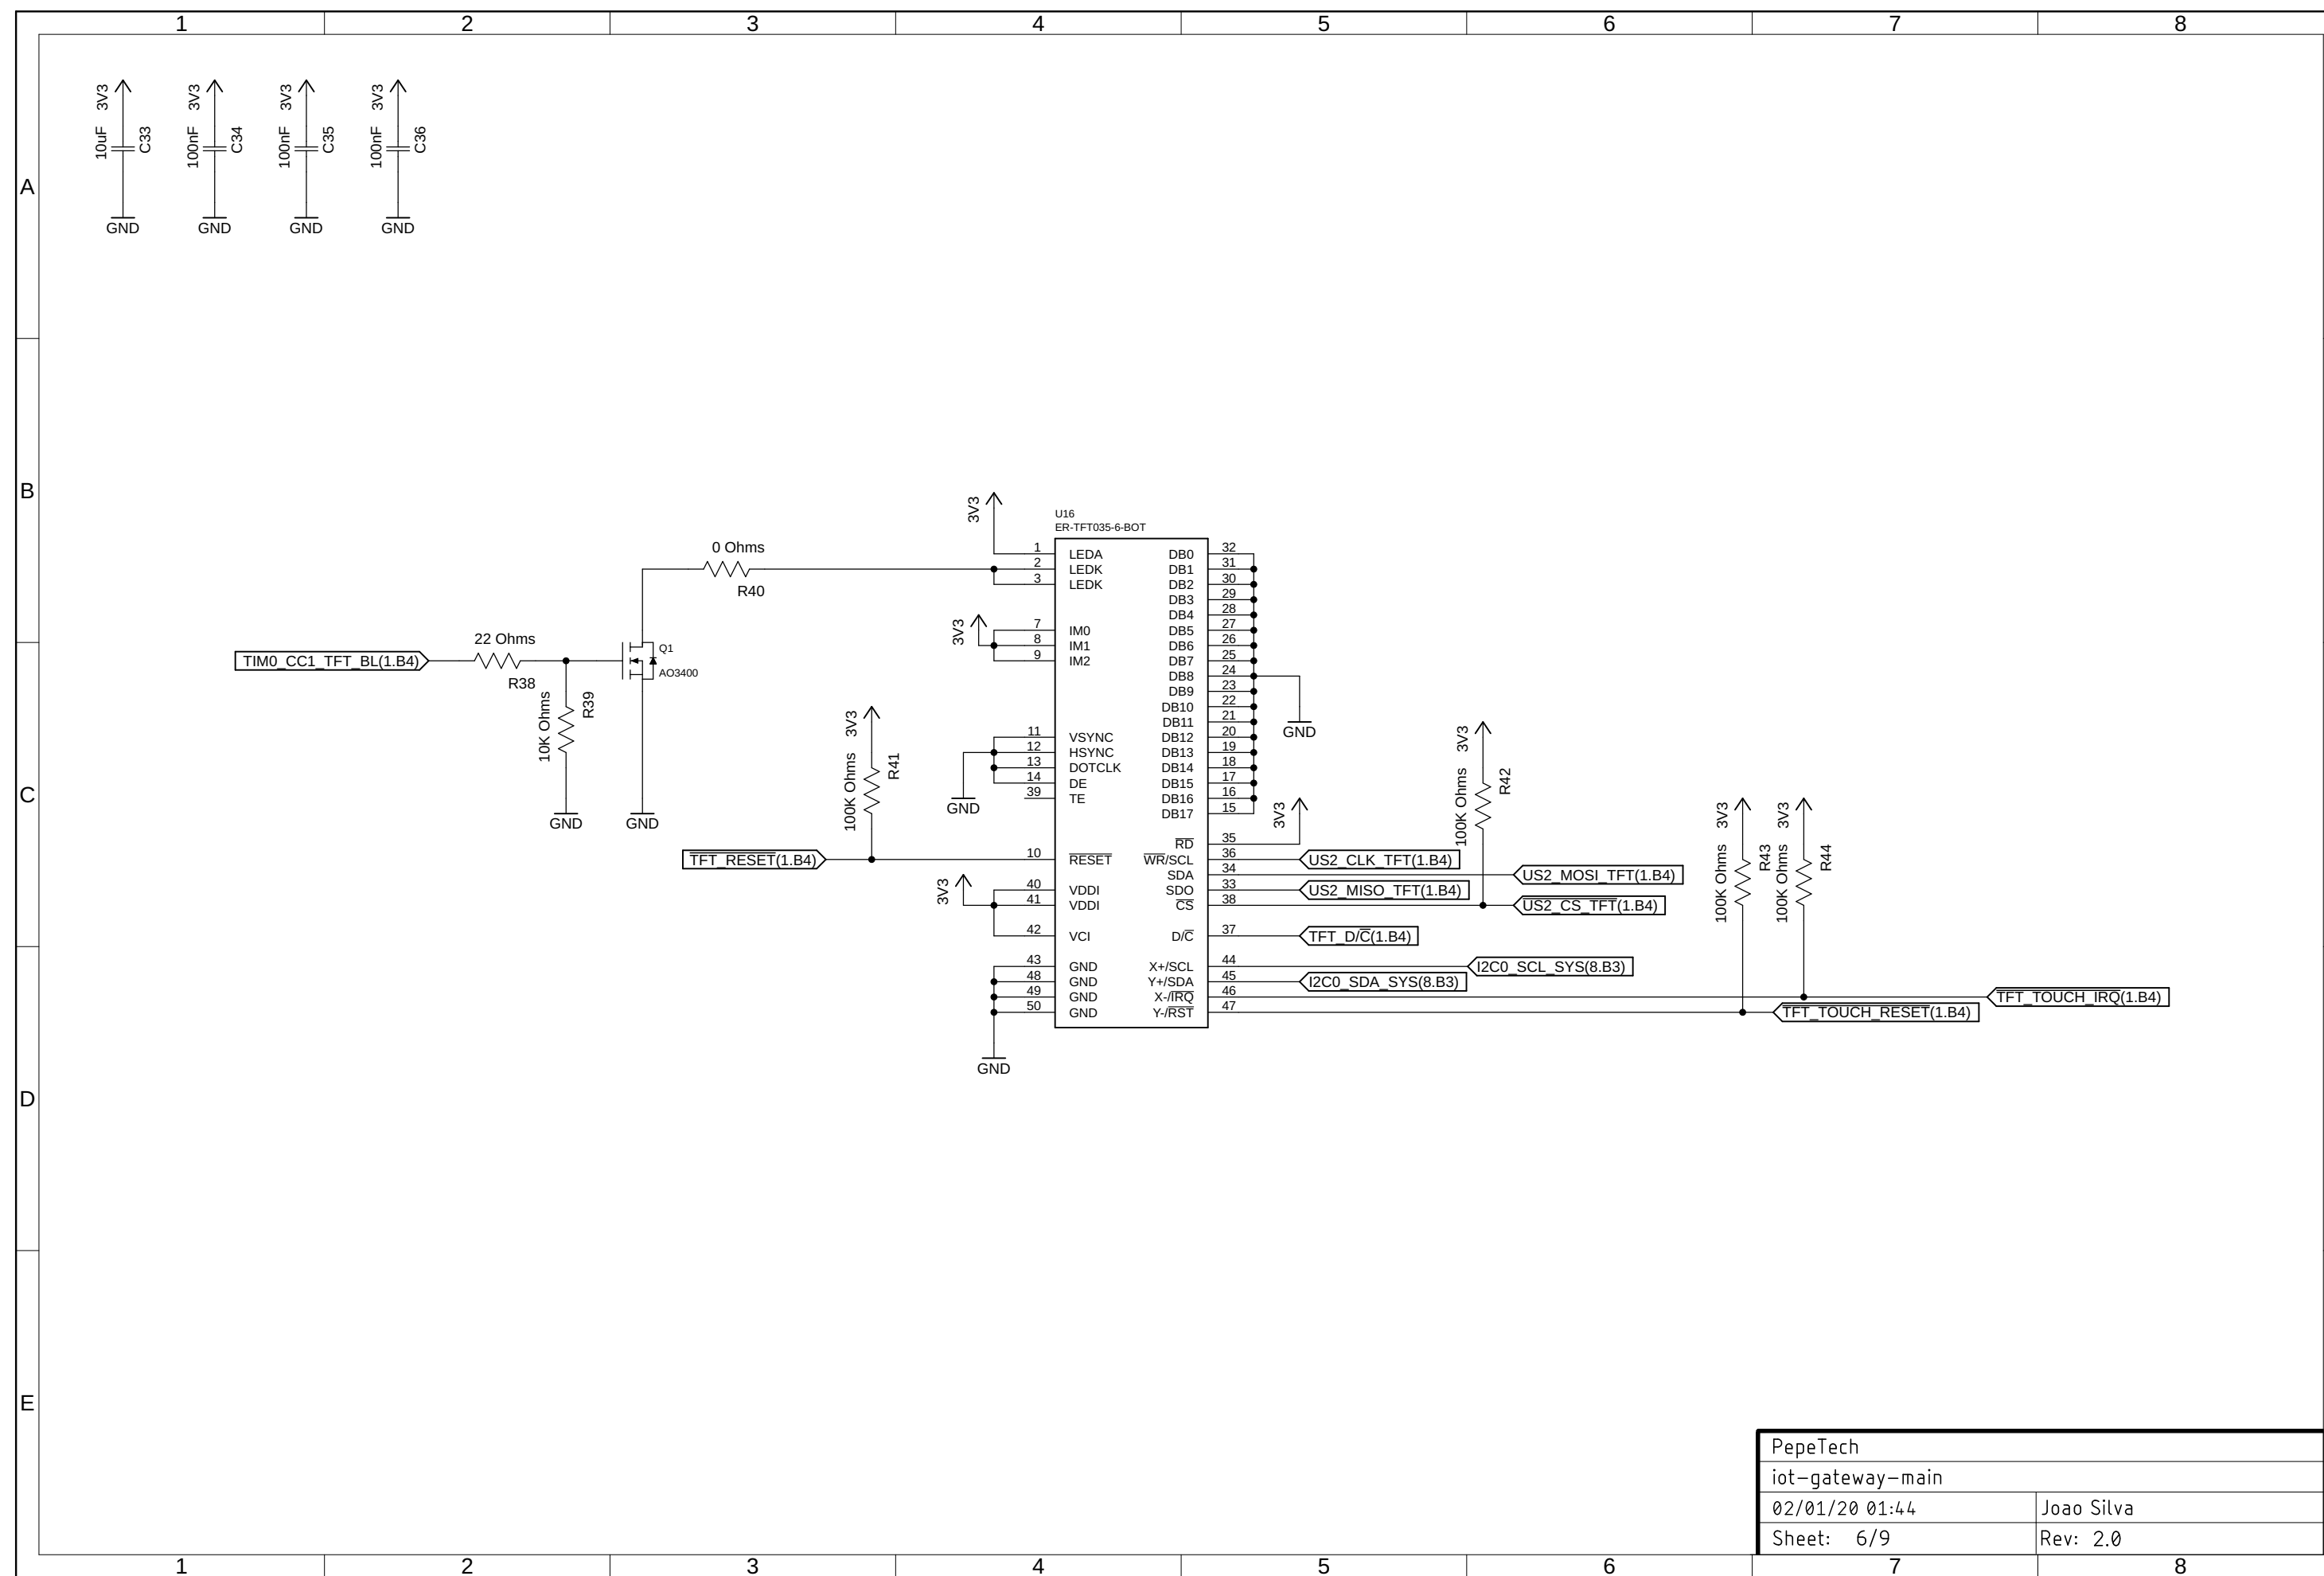 1 2 3 4 5 6 7 8
A
B
C
D
E
3V3 3V3 3V3 3V3
10uF C33 100nF C34 100nF C35 100nF C36
GND GND GND GND
3V3
U16
ER-TFT035-6-BOT
0 Ohms
R40
1 LEDA DB0 32
2 LEDK DB1 31
3 LEDK DB2 30
DB3 29
DB4 28
3V3
7 IM0 DB5 27
8 IM1 DB6 26
9 IM2 DB7 25
DB8 24
DB9 23
DB10 22
DB11 21
GND
11 VSYNC DB12 20
12 HSYNC DB13 19
13 DOTCLK DB14 18
14 DE DB15 17
39 TE DB16 16
DB17 15
GND
3V3
RD 35
10 RESET WR/SCL 36
SDA 34
40 VDDI SDO 33
41 VDDI CS 38
42 VCI D/C 37
43 GND X+/SCL 44
48 GND Y+/SDA 45
49 GND X-/IRQ 46
50 GND Y-/RST 47
GND
3V3
22 Ohms
TIM0_CC1_TFT_BL(1.B4)
R38
Q1
AO3400
10K Ohms R39
GND GND
3V3
100K Ohms R41
TFT_RESET(1.B4)
3V3
100K Ohms R42
US2_CLK_TFT(1.B4)
US2_MOSI_TFT(1.B4)
US2_MISO_TFT(1.B4)
US2_CS_TFT(1.B4)
TFT_D/C(1.B4)
3V3 3V3
100K Ohms R43 100K Ohms R44
I2C0_SCL_SYS(8.B3)
I2C0_SDA_SYS(8.B3)
TFT_TOUCH_IRQ(1.B4)
TFT_TOUCH_RESET(1.B4)
PepeTech
iot-gateway-main
02/01/20 01:44 Joao Silva
Sheet: 6/9 Rev: 2.0
1 2 3 4 5 6 7 8